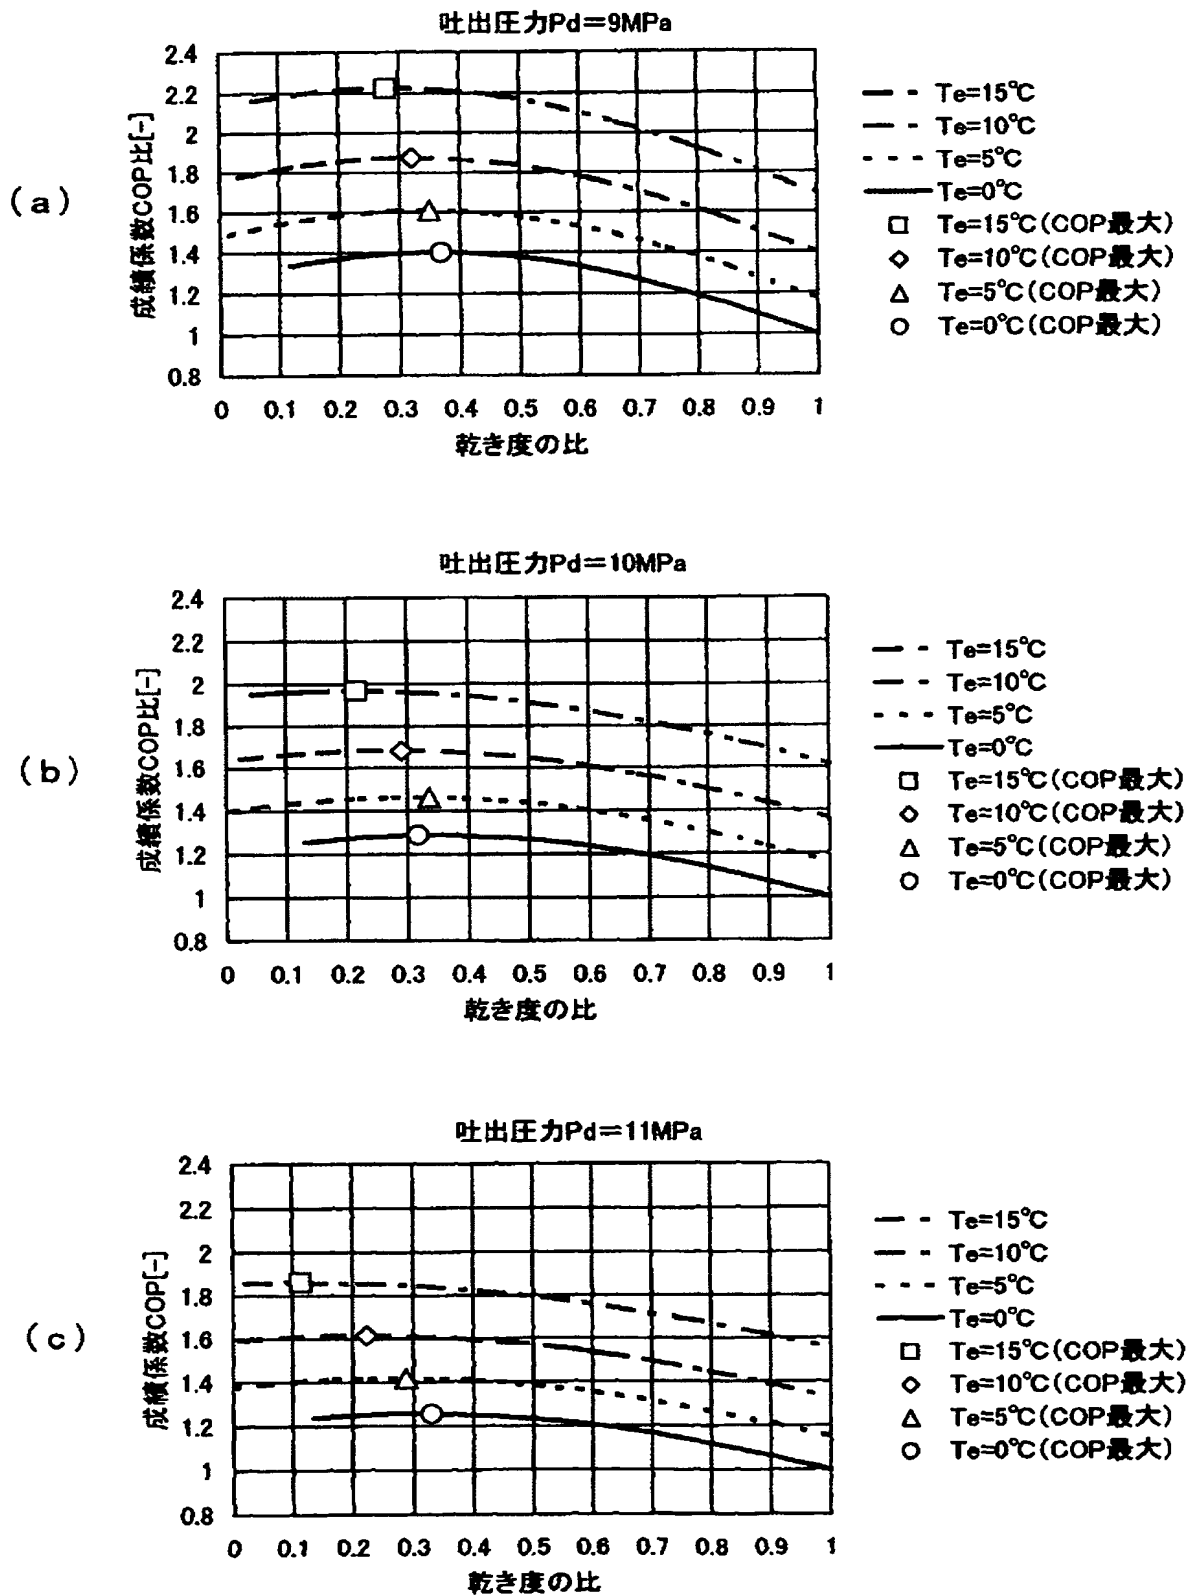 吐出圧力Pd＝9MPa
(a)
成績係数COP比[-]
2.4
2.2
2
1.8
1.6
1.4
1.2
1
0.8
0 0.1 0.2 0.3 0.4 0.5 0.6 0.7 0.8 0.9 1
乾き度の比
Te=15℃
Te=10℃
Te=5℃
Te=0℃
Te=15℃(COP最大)
Te=10℃(COP最大)
Te=5℃(COP最大)
Te=0℃(COP最大)
吐出圧力Pd＝10MPa
(b)
成績係数COP比[-]
2.4
2.2
2
1.8
1.6
1.4
1.2
1
0.8
0 0.1 0.2 0.3 0.4 0.5 0.6 0.7 0.8 0.9 1
乾き度の比
Te=15℃
Te=10℃
Te=5℃
Te=0℃
Te=15℃(COP最大)
Te=10℃(COP最大)
Te=5℃(COP最大)
Te=0℃(COP最大)
吐出圧力Pd＝11MPa
(c)
成績係数COP[-]
2.4
2.2
2
1.8
1.6
1.4
1.2
1
0.8
0 0.1 0.2 0.3 0.4 0.5 0.6 0.7 0.8 0.9 1
乾き度の比
Te=15℃
Te=10℃
Te=5℃
Te=0℃
Te=15℃(COP最大)
Te=10℃(COP最大)
Te=5℃(COP最大)
Te=0℃(COP最大)